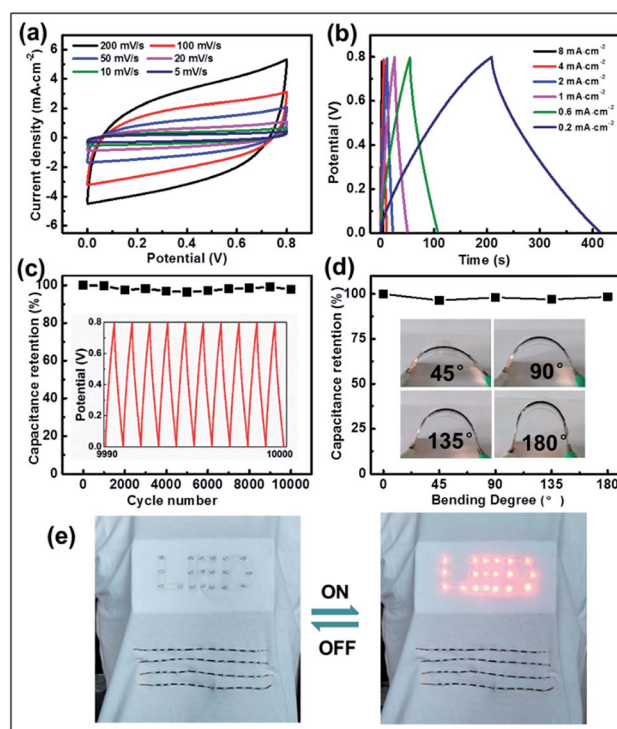 (a)
200 mV/s 100 mV/s
50 mV/s 20 mV/s
10 mV/s 5 mV/s
Current density (mA·cm⁻²)
6
4
2
0
-2
-4
-6
0.0 0.2 0.4 0.6 0.8
Potential (V)
(b)
8 mA·cm⁻²
4 mA·cm⁻²
2 mA·cm⁻²
1 mA·cm⁻²
0.6 mA·cm⁻²
0.2 mA·cm⁻²
Potential (V)
0.8
0.6
0.4
0.2
0.0
0 100 200 300 400
Time (s)
(c)
Capacitance retention (%)
100
80
60
40
20
0
Potential (V)
0.8
0.6
0.4
0.2
0.0
9990 10000
0 2000 4000 6000 8000 10000
Cycle number
(d)
Capacitance retention (%)
100
80
60
40
20
0
45° 90°
135° 180°
0 45 90 135 180
Bending Degree (°)
(e)
LED
ON
OFF
LED